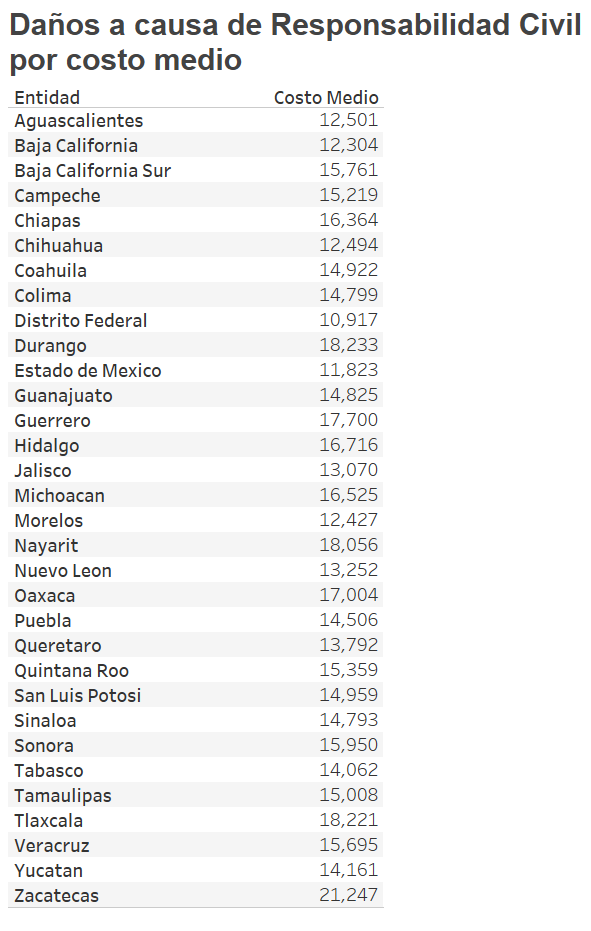 Daños a causa de Responsabilidad Civil
por costo medio
Entidad Costo Medio
Aguascalientes 12,501
Baja California 12,304
Baja California Sur 15,761
Campeche 15,219
Chiapas 16,364
Chihuahua 12,494
Coahuila 14,922
Colima 14,799
Distrito Federal 10,917
Durango 18,233
Estado de Mexico 11,823
Guanajuato 14,825
Guerrero 17,700
Hidalgo 16,716
Jalisco 13,070
Michoacan 16,525
Morelos 12,427
Nayarit 18,056
Nuevo Leon 13,252
Oaxaca 17,004
Puebla 14,506
Queretaro 13,792
Quintana Roo 15,359
San Luis Potosi 14,959
Sinaloa 14,793
Sonora 15,950
Tabasco 14,062
Tamaulipas 15,008
Tlaxcala 18,221
Veracruz 15,695
Yucatan 14,161
Zacatecas 21,247